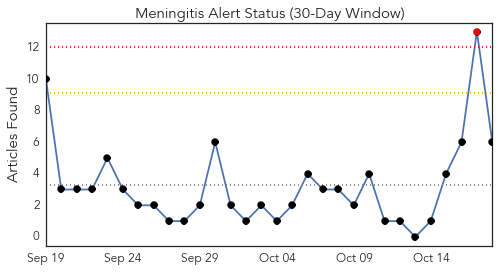 Meningitis Alert Status (30-Day Window)
Articles Found
12
10
8
6
4
2
0
Sep 19 Sep 24 Sep 29 Oct 04 Oct 09 Oct 14